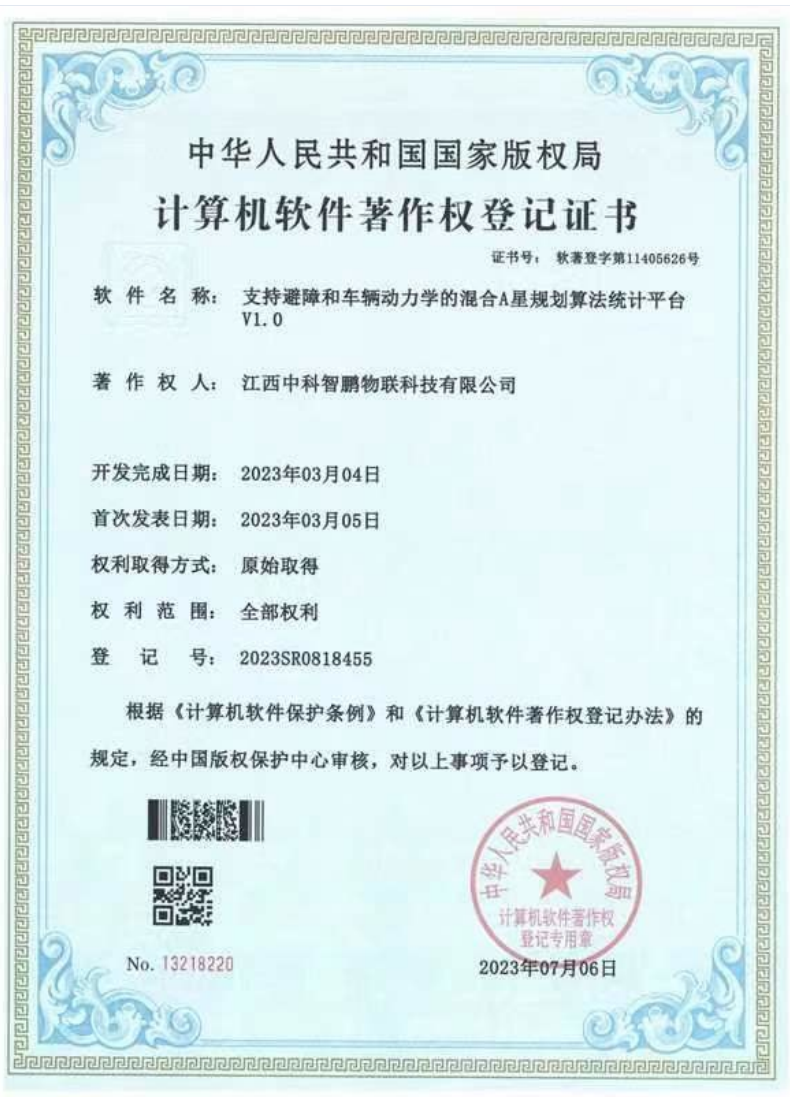 中华人民共和国国家版权局
计算机软件著作权登记证书
证书号： 软著登字第11405626号
软件名称： 支持避障和车辆动力学的混合A星规划算法统计平台
V1.0
著作权人： 江西中科智鹏物联科技有限公司
开发完成日期： 2023年03月04日
首次发表日期： 2023年03月05日
权利取得方式： 原始取得
权利范围： 全部权利
登记号： 2023SR0818455
根据《计算机软件保护条例》和《计算机软件著作权登记办法》的
规定，经中国版权保护中心审核，对以上事项予以登记。
中华人民共和国国家版权局
计算机软件著作权
登记专用章
No. 13218220
2023年07月06日